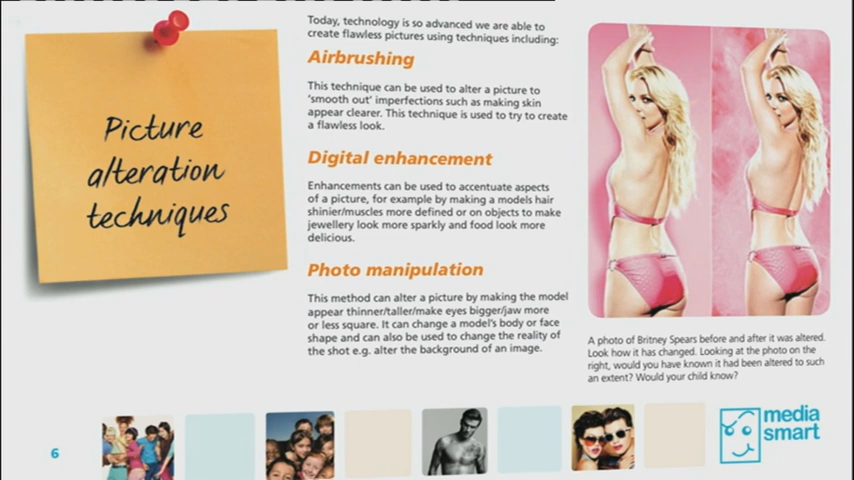 Picture
alteration
techniques
Today, technology is so advanced we are able to
create flawless pictures using techniques including:
Airbrushing
This technique can be used to alter a picture to
‘smooth out’ imperfections such as making skin
appear clearer. This technique is used to try to create
a flawless look.
Digital enhancement
Enhancements can be used to accentuate aspects
of a picture, for example by making a models hair
shinier/muscles more defined or on objects to make
jewellery look more sparkly and food look more
delicious.
Photo manipulation
This method can alter a picture by making the model
appear thinner/taller/make eyes bigger/jaw more
or less square. It can change a model's body or face
shape and can also be used to change the reality of
the shot e.g. alter the background of an image.
A photo of Britney Spears before and after it was altered.
Look how it has changed. Looking at the photo on the
right, would you have known it had been altered to such
an extent? Would your child know?
6
media
smart